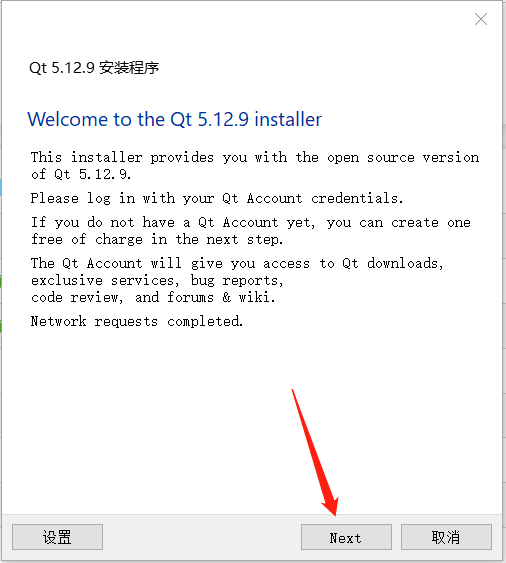 Qt 5.12.9 安装程序
Welcome to the Qt 5.12.9 installer
This installer provides you with the open source version
of Qt 5.12.9.
Please log in with your Qt Account credentials.
If you do not have a Qt Account yet, you can create one
free of charge in the next step.
The Qt Account will give you access to Qt downloads,
exclusive services, bug reports,
code review, and forums & wiki.
Network requests completed.
设置
Next
取消